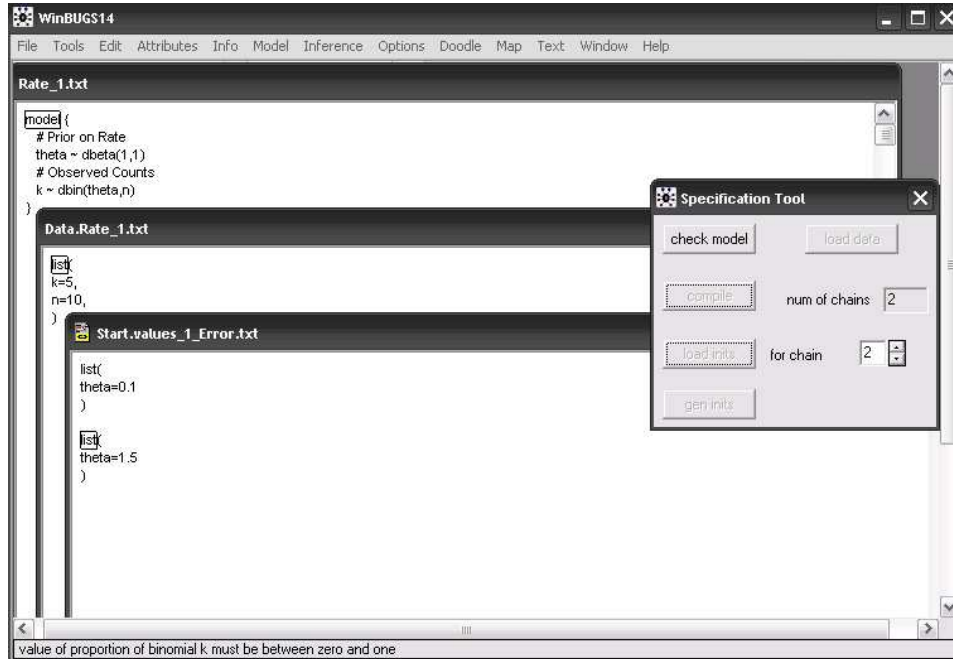 WinBUGS14
File Tools Edit Attributes Info Model Inference Options Doodle Map Text Window Help
Rate_1.txt
model {
# Prior on Rate
theta ~ dbeta(1,1)
# Observed Counts
k ~ dbin(theta,n)
}
Data.Rate_1.txt
list(
k=5,
n=10,
)
Start.values_1_Error.txt
list(
theta=0.1
)
list(
theta=1.5
)
Specification Tool
check model load data
compile num of chains 2
load inits for chain 2
gen inits
value of proportion of binomial k must be between zero and one